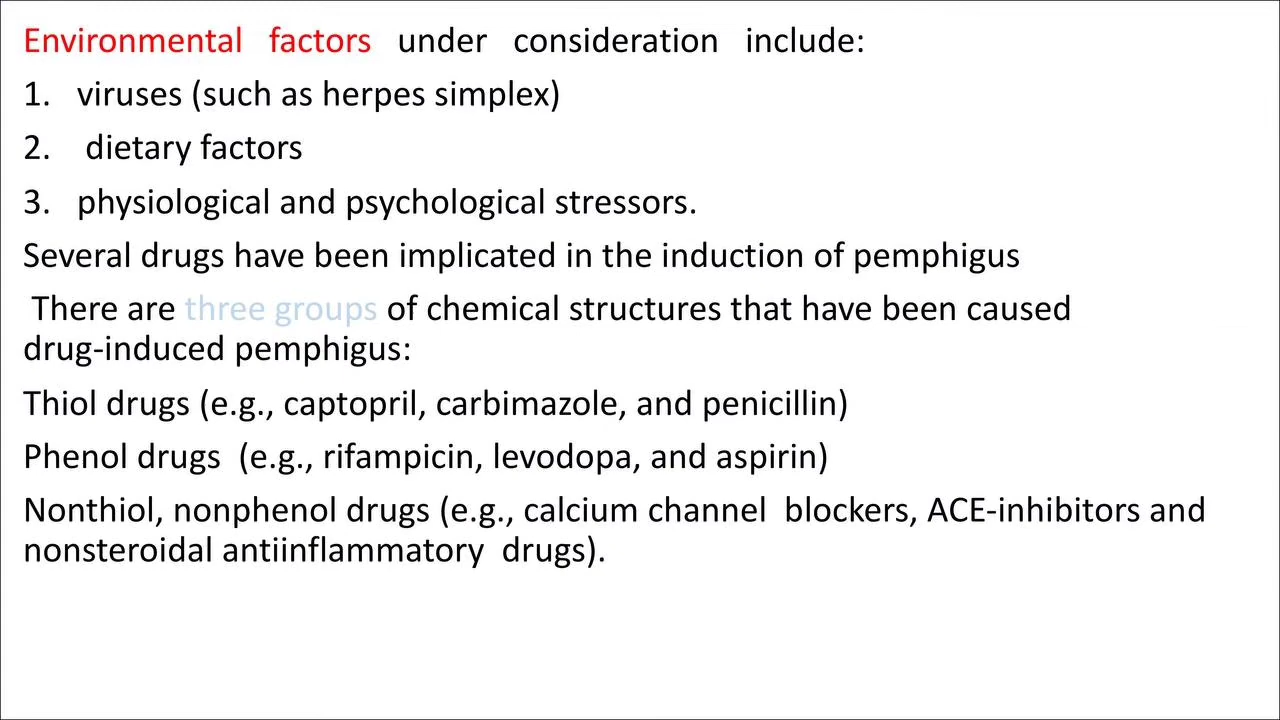 Environmental factors under consideration include:
1. viruses (such as herpes simplex)
2. dietary factors
3. physiological and psychological stressors.
Several drugs have been implicated in the induction of pemphigus
There are three groups of chemical structures that have been caused
drug-induced pemphigus:
Thiol drugs (e.g., captopril, carbimazole, and penicillin)
Phenol drugs (e.g., rifampicin, levodopa, and aspirin)
Nonthiol, nonphenol drugs (e.g., calcium channel blockers, ACE-inhibitors and
nonsteroidal antiinflammatory drugs).